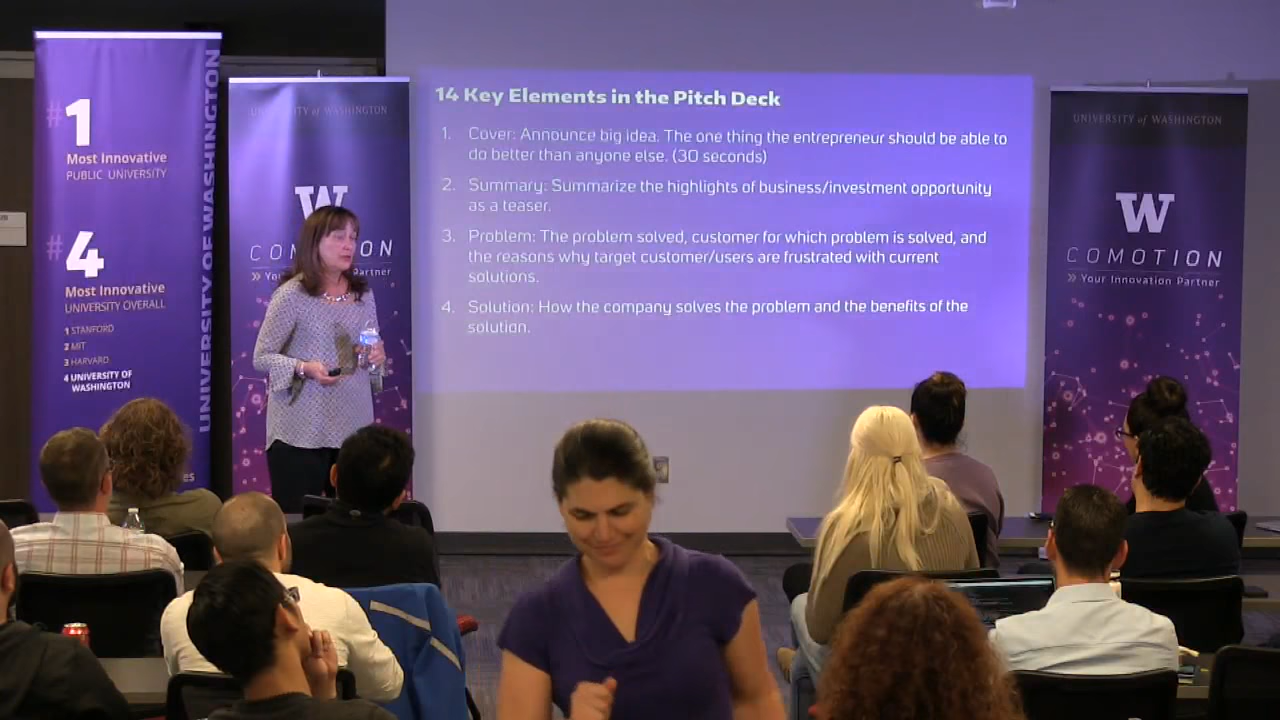 #1
Most Innovative
PUBLIC UNIVERSITY
#4
Most Innovative
UNIVERSITY OVERALL
1 STANFORD
2 MIT
3 HARVARD
4 UNIVERSITY OF
WASHINGTON
UNIVERSITY OF WASHINGTON
UNIVERSITY of WASHINGTON
W
COMOTION
» Your Partner
14 Key Elements in the Pitch Deck
1. Cover: Announce big idea. The one thing the entrepreneur should be able to
do better than anyone else. (30 seconds)
2. Summary: Summarize the highlights of business/investment opportunity
as a teaser.
3. Problem: The problem solved, customer for which problem is solved, and
the reasons why target customer/users are frustrated with current
solutions.
4. Solution: How the company solves the problem and the benefits of the
solution.
UNIVERSITY of WASHINGTON
W
COMOTION
» Your Innovation Partner